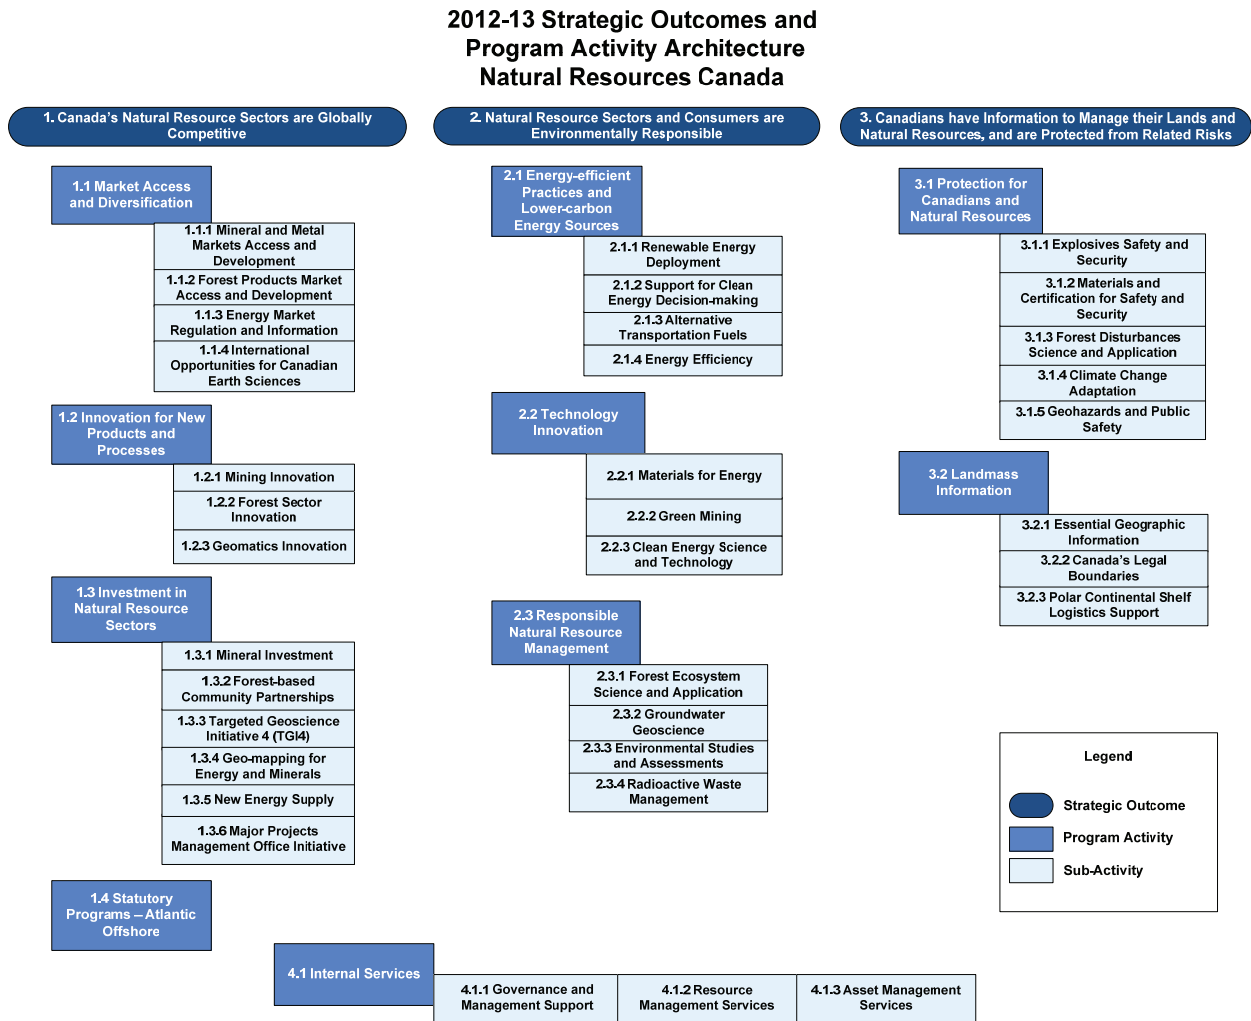 2012-13 Strategic Outcomes and
Program Activity Architecture
Natural Resources Canada
1. Canada's Natural Resource Sectors are Globally
Competitive
1.1 Market Access
and Diversification
1.1.1 Mineral and Metal
Markets Access and
Development
1.1.2 Forest Products Market
Access and Development
1.1.3 Energy Market
Regulation and Information
1.1.4 International
Opportunities for Canadian
Earth Sciences
1.2 Innovation for New
Products and
Processes
1.2.1 Mining Innovation
1.2.2 Forest Sector
Innovation
1.2.3 Geomatics Innovation
1.3 Investment in
Natural Resource
Sectors
1.3.1 Mineral Investment
1.3.2 Forest-based
Community Partnerships
1.3.3 Targeted Geoscience
Initiative 4 (TGI4)
1.3.4 Geo-mapping for
Energy and Minerals
1.3.5 New Energy Supply
1.3.6 Major Projects
Management Office Initiative
1.4 Statutory
Programs – Atlantic
Offshore
2. Natural Resource Sectors and Consumers are
Environmentally Responsible
2.1 Energy-efficient
Practices and
Lower-carbon
Energy Sources
2.1.1 Renewable Energy
Deployment
2.1.2 Support for Clean
Energy Decision-making
2.1.3 Alternative
Transportation Fuels
2.1.4 Energy Efficiency
2.2 Technology
Innovation
2.2.1 Materials for Energy
2.2.2 Green Mining
2.2.3 Clean Energy Science
and Technology
2.3 Responsible
Natural Resource
Management
2.3.1 Forest Ecosystem
Science and Application
2.3.2 Groundwater
Geoscience
2.3.3 Environmental Studies
and Assessments
2.3.4 Radioactive Waste
Management
3. Canadians have Information to Manage their Lands and
Natural Resources, and are Protected from Related Risks
3.1 Protection for
Canadians and
Natural Resources
3.1.1 Explosives Safety and
Security
3.1.2 Materials and
Certification for Safety and
Security
3.1.3 Forest Disturbances
Science and Application
3.1.4 Climate Change
Adaptation
3.1.5 Geohazards and Public
Safety
3.2 Landmass
Information
3.2.1 Essential Geographic
Information
3.2.2 Canada's Legal
Boundaries
3.2.3 Polar Continental Shelf
Logistics Support
Legend
Strategic Outcome
Program Activity
Sub-Activity
4.1 Internal Services
4.1.1 Governance and
Management Support
4.1.2 Resource
Management Services
4.1.3 Asset Management
Services